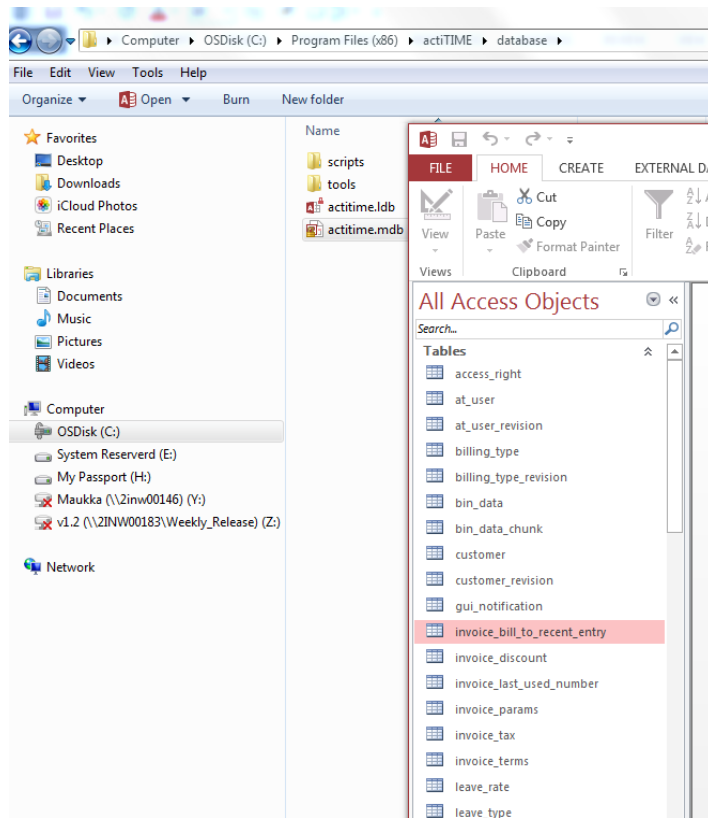 Computer ▸ OSDisk (C:) ▸ Program Files (x86) ▸ actiTIME ▸ database ▸
File Edit View Tools Help
Organize Open Burn New folder
Favorites
Desktop
Downloads
iCloud Photos
Recent Places
Libraries
Documents
Music
Pictures
Videos
Computer
OSDisk (C:)
System Reserverd (E:)
My Passport (H:)
Maukka (\\2inw00146) (Y:)
v1.2 (\\2INW00183\Weekly_Release) (Z:)
Network
Name
scripts
tools
actitime.ldb
actitime.mdb
FILE HOME CREATE EXTERNAL DA
View
Paste
Cut
Copy
Format Painter
Filter
Views Clipboard
All Access Objects
Search...
Tables
access_right
at_user
at_user_revision
billing_type
billing_type_revision
bin_data
bin_data_chunk
customer
customer_revision
gui_notification
invoice_bill_to_recent_entry
invoice_discount
invoice_last_used_number
invoice_params
invoice_tax
invoice_terms
leave_rate
leave_type